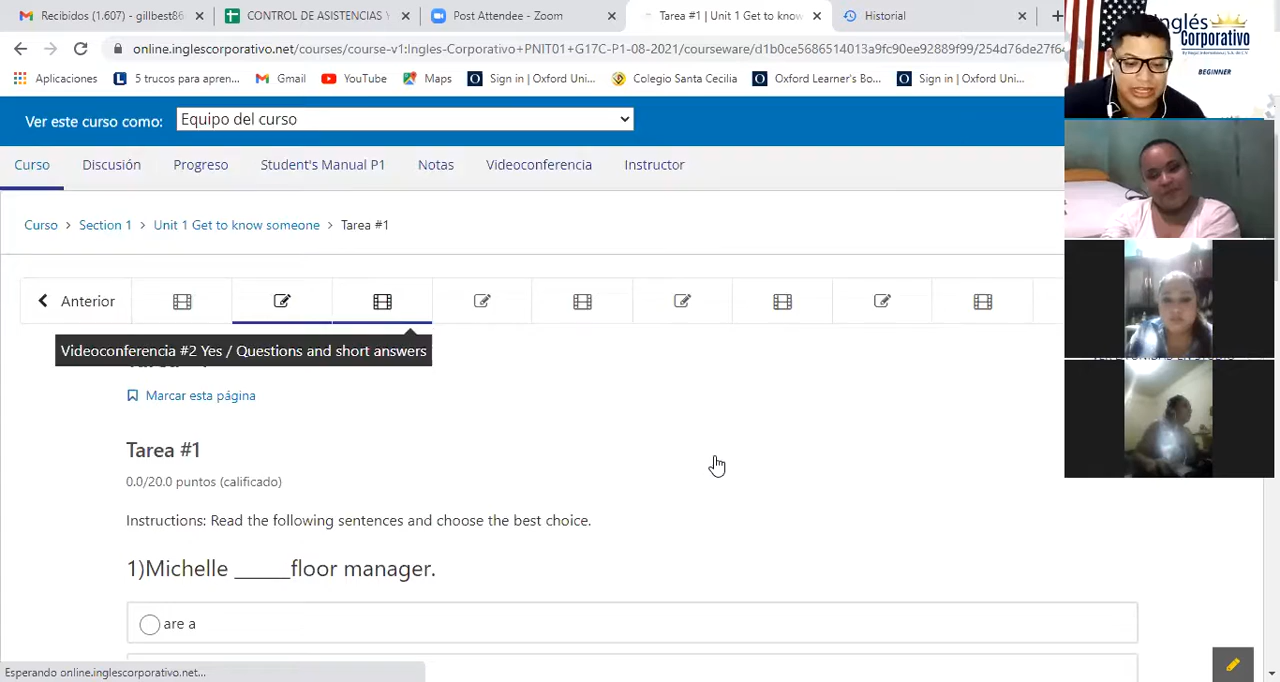 Recibidos (1.607) - gillbest86
CONTROL DE ASISTENCIAS Y
Post Attendee - Zoom
Tarea #1 | Unit 1 Get to know
Historial
online.inglescorporativo.net/courses/course-v1:Ingles-Corporativo+PNIT01+G17C-P1-08-2021/courseware/d1b0ce5686514013a9fc90ee92889f99/254d76de27f6
Aplicaciones
5 trucos para apren...
Gmail
YouTube
Maps
Sign in | Oxford Uni...
Colegio Santa Cecilia
Oxford Learner's Bo...
Sign in | Oxford Uni...
Inglés
Corporativo
BEGINNER
Ver este curso como:
Equipo del curso
Curso
Discusión
Progreso
Student's Manual P1
Notas
Videoconferencia
Instructor
Curso > Section 1 > Unit 1 Get to know someone > Tarea #1
Anterior
Videoconferencia #2 Yes / Questions and short answers
Marcar esta página
Tarea #1
0.0/20.0 puntos (calificado)
Instructions: Read the following sentences and choose the best choice.
1)Michelle _____floor manager.
are a
Esperando online.inglescorporativo.net...